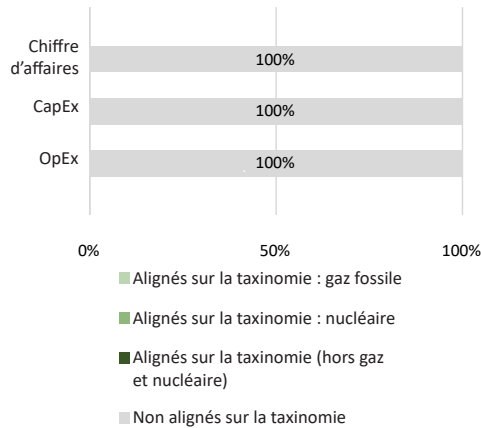 Chiffre
d'affaires
100%
CapEx
100%
OpEx
100%
0% 50% 100%
Alignés sur la taxinomie : gaz fossile
Alignés sur la taxinomie : nucléaire
Alignés sur la taxinomie (hors gaz
et nucléaire)
Non alignés sur la taxinomie